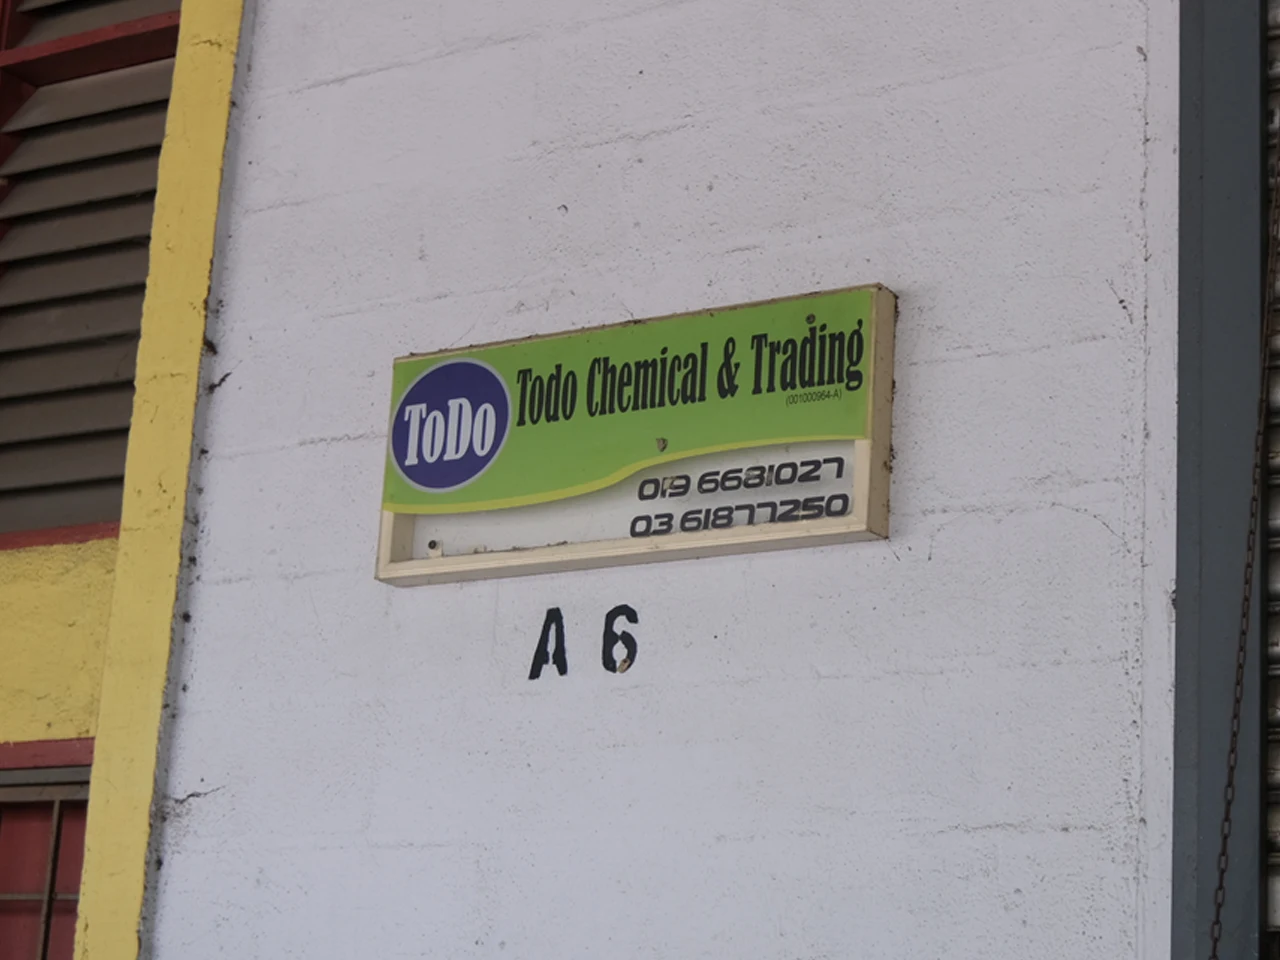 ToDo
Todo Chemical & Trading
(001000964-A)
019 6681027
03 61877250
A 6